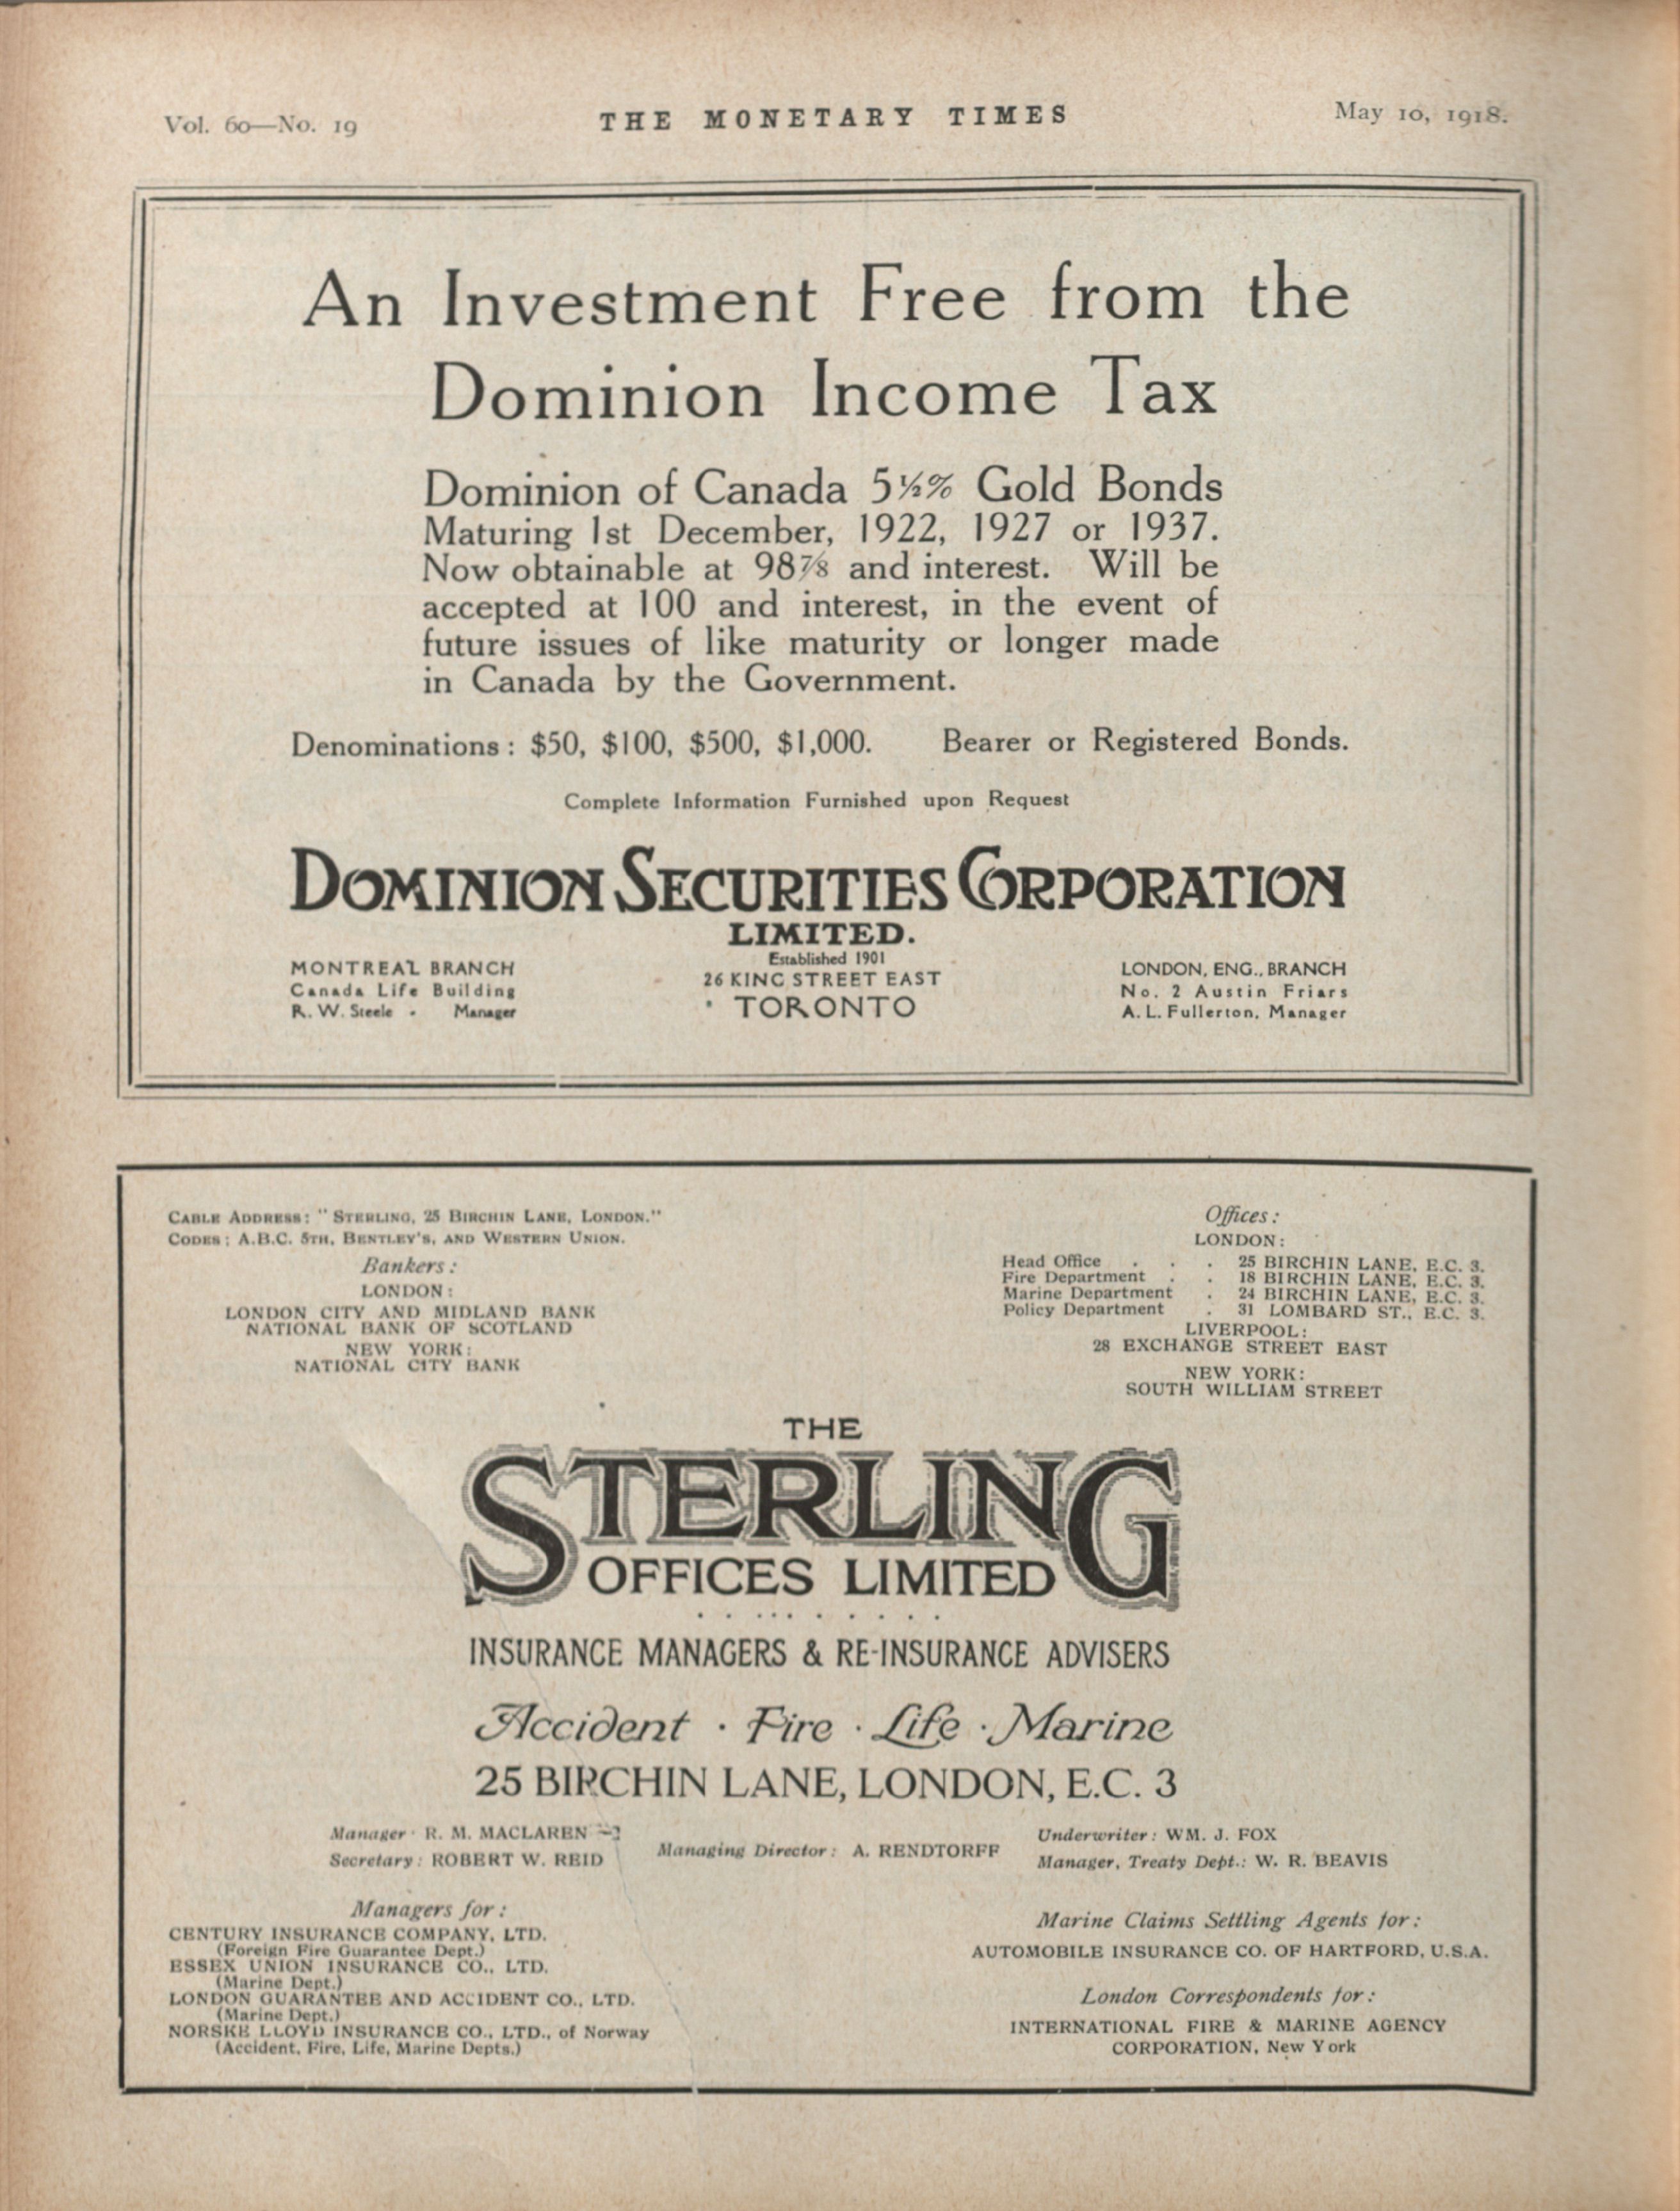 Vol. 60—No. 19
THE MONETARY TIMES
May 10, 1918.
An Investment Free from the
Dominion Income Tax
Dominion of Canada 5½% Gold Bonds
Maturing 1st December, 1922, 1927 or 1937.
Now obtainable at 98⅞ and interest. Will be
accepted at 100 and interest, in the event of
future issues of like maturity or longer made
in Canada by the Government.
Denominations: $50, $100, $500, $1,000. Bearer or Registered Bonds.
Complete Information Furnished upon Request
DOMINION SECURITIES CORPORATION
LIMITED.
Established 1901
26 KING STREET EAST
TORONTO
MONTREAL BRANCH
Canada Life Building
R. W. Steele - Manager
LONDON, ENG., BRANCH
No. 2 Austin Friars
A. L. Fullerton, Manager
CABLE ADDRESS: "STERLING, 25 BIRCHIN LANE, LONDON."
CODES: A.B.C. 5TH, BENTLEY'S, AND WESTERN UNION.
Bankers:
LONDON:
LONDON CITY AND MIDLAND BANK
NATIONAL BANK OF SCOTLAND
NEW YORK:
NATIONAL CITY BANK
Offices:
LONDON:
Head Office . . . 25 BIRCHIN LANE, E.C. 3.
Fire Department . . 18 BIRCHIN LANE, E.C. 3.
Marine Department . 24 BIRCHIN LANE, E.C. 3.
Policy Department . 31 LOMBARD ST., E.C. 3.
LIVERPOOL:
28 EXCHANGE STREET EAST
NEW YORK:
SOUTH WILLIAM STREET
THE
STERLING
OFFICES LIMITED
INSURANCE MANAGERS & RE-INSURANCE ADVISERS
Accident · Fire · Life · Marine
25 BIRCHIN LANE, LONDON, E.C. 3
Manager: R. M. MACLAREN
Secretary: ROBERT W. REID
Managing Director: A. RENDTORFF
Underwriter: WM. J. FOX
Manager, Treaty Dept.: W. R. BEAVIS
Managers for:
CENTURY INSURANCE COMPANY, LTD.
(Foreign Fire Guarantee Dept.)
ESSEX UNION INSURANCE CO., LTD.
(Marine Dept.)
LONDON GUARANTEE AND ACCIDENT CO., LTD.
(Marine Dept.)
NORSKE LLOYD INSURANCE CO., LTD., of Norway
(Accident, Fire, Life, Marine Depts.)
Marine Claims Settling Agents for:
AUTOMOBILE INSURANCE CO. OF HARTFORD, U.S.A.
London Correspondents for:
INTERNATIONAL FIRE & MARINE AGENCY
CORPORATION, New York